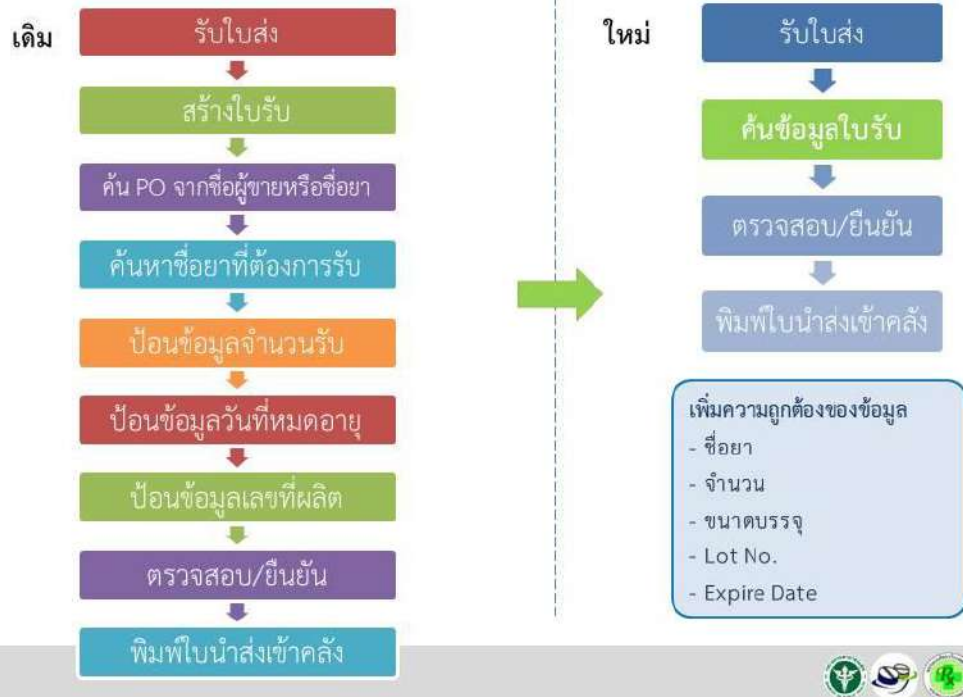 เดิม
รับใบส่ง
สร้างใบรับ
ค้น PO จากชื่อผู้ขายหรือชื่อยา
ค้นหาชื่อยาที่ต้องการรับ
ป้อนข้อมูลจำนวนรับ
ป้อนข้อมูลวันที่หมดอายุ
ป้อนข้อมูลเลขที่ผลิต
ตรวจสอบ/ยืนยัน
พิมพ์ใบนำส่งเข้าคลัง
ใหม่
รับใบส่ง
ค้นข้อมูลใบรับ
ตรวจสอบ/ยืนยัน
พิมพ์ใบนำส่งเข้าคลัง
เพิ่มความถูกต้องของข้อมูล
- ชื่อยา
- จำนวน
- ขนาดบรรจุ
- Lot No.
- Expire Date